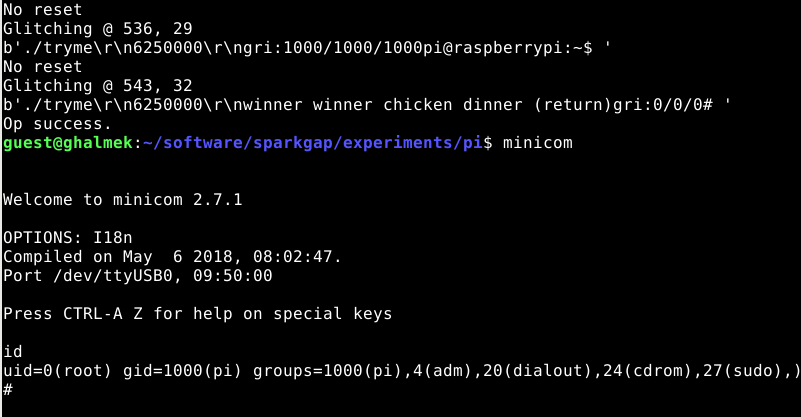 No reset
Glitching @ 536, 29
b'./tryme\r\n6250000\r\ngri:1000/1000/1000pi@raspberrypi:~$ '
No reset
Glitching @ 543, 32
b'./tryme\r\n6250000\r\nwinner winner chicken dinner (return)gri:0/0/0# '
Op success.
guest@ghalmek:~/software/sparkgap/experiments/pi$ minicom
Welcome to minicom 2.7.1
OPTIONS: I18n
Compiled on May  6 2018, 08:02:47.
Port /dev/ttyUSB0, 09:50:00
Press CTRL-A Z for help on special keys
id
uid=0(root) gid=1000(pi) groups=1000(pi),4(adm),20(dialout),24(cdrom),27(sudo),)
#